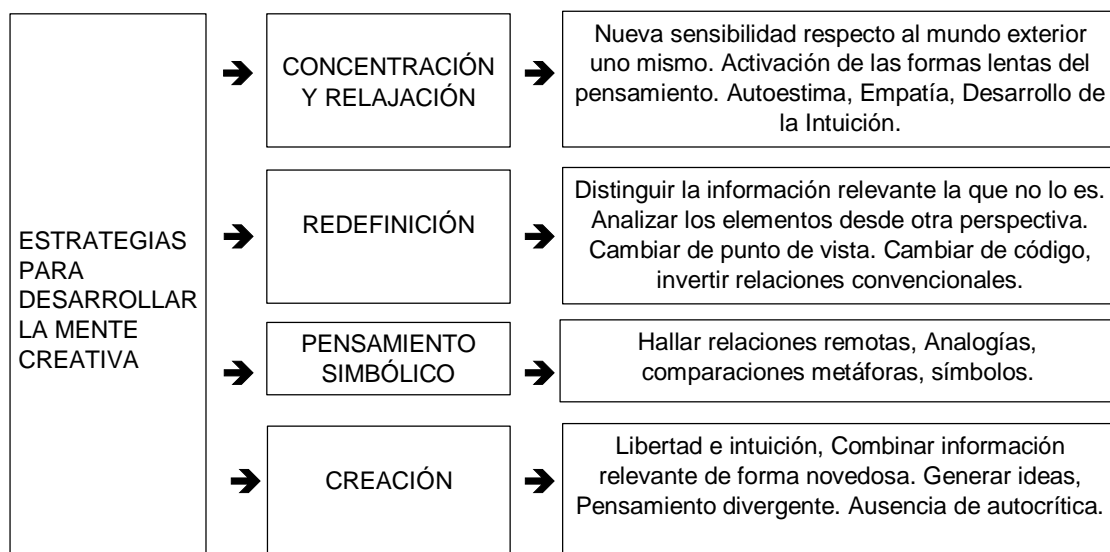 ESTRATEGIAS
PARA
DESARROLLAR
LA MENTE
CREATIVA
CONCENTRACIÓN
Y RELAJACIÓN
Nueva sensibilidad respecto al mundo exterior
uno mismo. Activación de las formas lentas del
pensamiento. Autoestima, Empatía, Desarrollo de
la Intuición.
REDEFINICIÓN
Distinguir la información relevante la que no lo es.
Analizar los elementos desde otra perspectiva.
Cambiar de punto de vista. Cambiar de código,
invertir relaciones convencionales.
PENSAMIENTO
SIMBÓLICO
Hallar relaciones remotas, Analogías,
comparaciones metáforas, símbolos.
CREACIÓN
Libertad e intuición, Combinar información
relevante de forma novedosa. Generar ideas,
Pensamiento divergente. Ausencia de autocrítica.